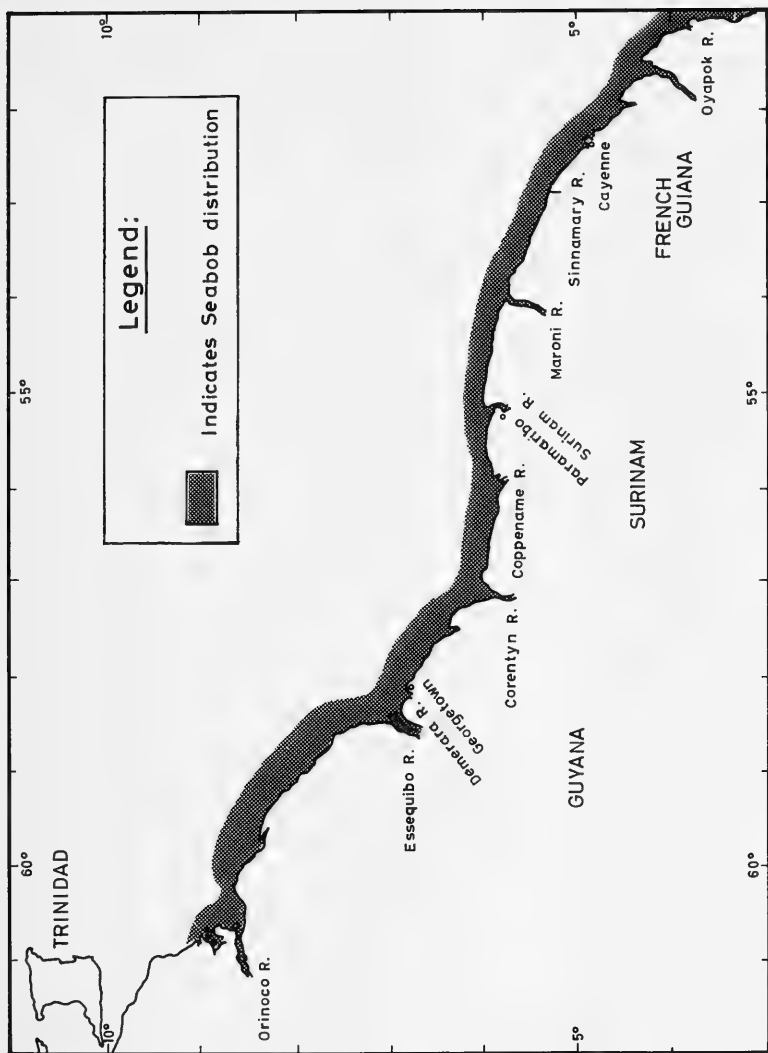 10°
5°
Legend:
Indicates Seabob distribution
TRINIDAD
60°
55°
Orinoco R.
Essequibo R.
Demerara R.
Georgetown
Corentyn R.
Coppename R.
Paramaribo
Surinam R.
Maroni R.
Sinnamary R.
Cayenne
Oyapok R.
GUYANA
SURINAM
FRENCH
GUIANA
10°
5°
60°
55°